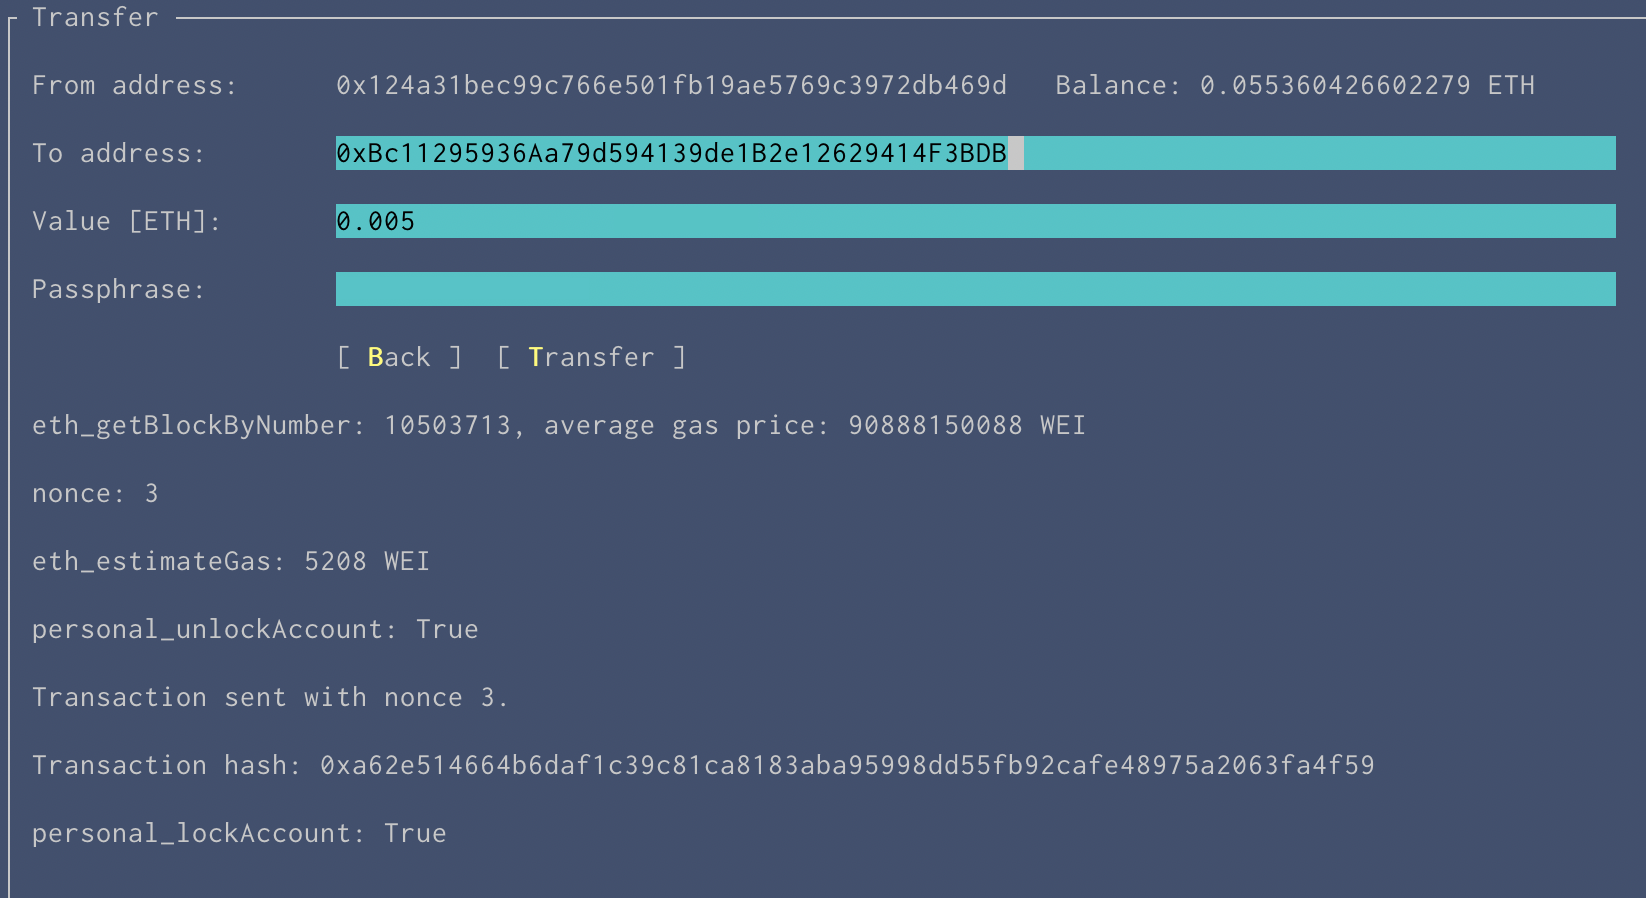 Transfer
From address: 0x124a31bec99c766e501fb19ae5769c3972db469d Balance: 0.055360426602279 ETH
To address: 0xBc11295936Aa79d594139de1B2e12629414F3BDB
Value [ETH]: 0.005
Passphrase:
[ Back ] [ Transfer ]
eth_getBlockByNumber: 10503713, average gas price: 90888150088 WEI
nonce: 3
eth_estimateGas: 5208 WEI
personal_unlockAccount: True
Transaction sent with nonce 3.
Transaction hash: 0xa62e514664b6daf1c39c81ca8183aba95998dd55fb92cafe48975a2063fa4f59
personal_lockAccount: True